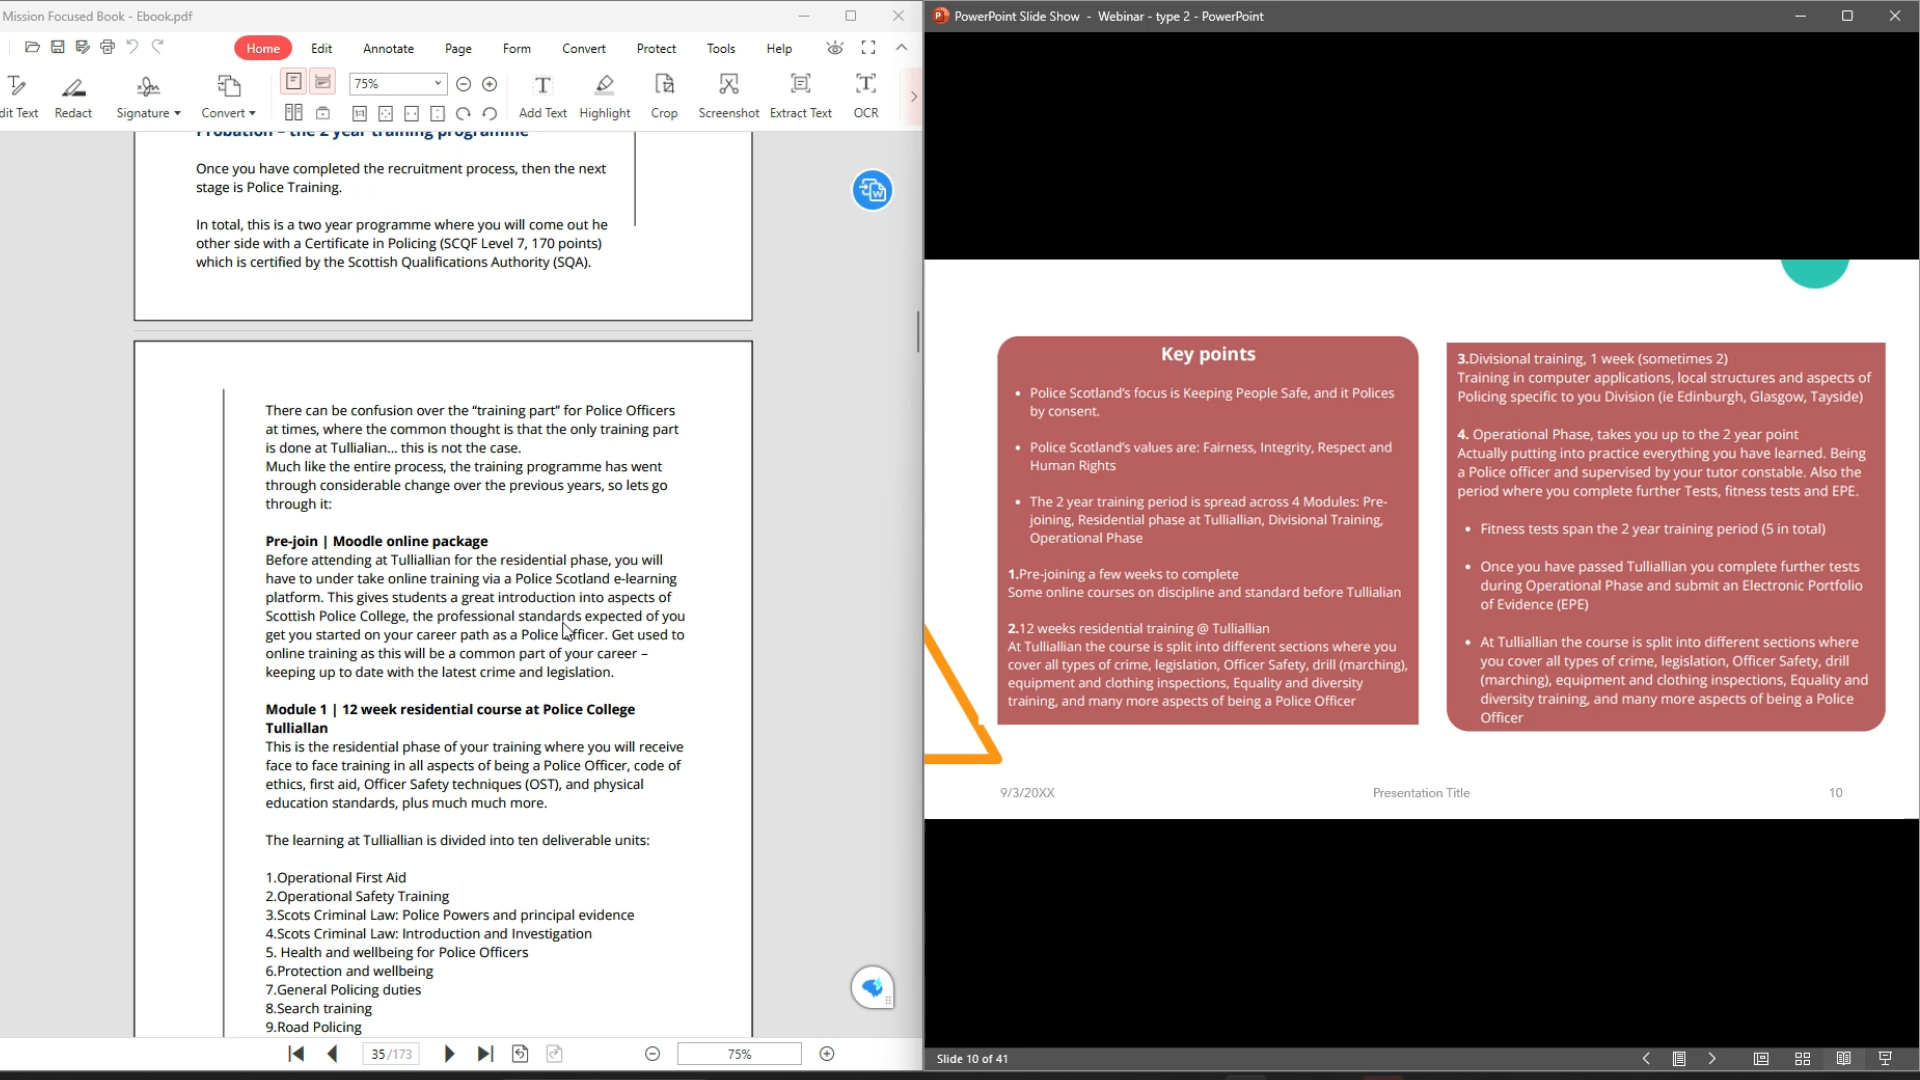 Mission Focused Book - Ebook.pdf
Home Edit Annotate Page Form Convert Protect Tools Help
75%
dit Text Redact Signature Convert Add Text Highlight Crop Screenshot Extract Text OCR
Probation – the 2 year training programme
Once you have completed the recruitment process, then the next
stage is Police Training.
In total, this is a two year programme where you will come out he
other side with a Certificate in Policing (SCQF Level 7, 170 points)
which is certified by the Scottish Qualifications Authority (SQA).
There can be confusion over the “training part” for Police Officers
at times, where the common thought is that the only training part
is done at Tullialian... this is not the case.
Much like the entire process, the training programme has went
through considerable change over the previous years, so lets go
through it:
Pre-join | Moodle online package
Before attending at Tulliallian for the residential phase, you will
have to under take online training via a Police Scotland e-learning
platform. This gives students a great introduction into aspects of
Scottish Police College, the professional standards expected of you
get you started on your career path as a Police Officer. Get used to
online training as this will be a common part of your career –
keeping up to date with the latest crime and legislation.
Module 1 | 12 week residential course at Police College
Tulliallan
This is the residential phase of your training where you will receive
face to face training in all aspects of being a Police Officer, code of
ethics, first aid, Officer Safety techniques (OST), and physical
education standards, plus much much more.
The learning at Tulliallian is divided into ten deliverable units:
1.Operational First Aid
2.Operational Safety Training
3.Scots Criminal Law: Police Powers and principal evidence
4.Scots Criminal Law: Introduction and Investigation
5. Health and wellbeing for Police Officers
6.Protection and wellbeing
7.General Policing duties
8.Search training
9.Road Policing
35/173
75%
PowerPoint Slide Show - Webinar - type 2 - PowerPoint
Key points
• Police Scotland's focus is Keeping People Safe, and it Polices
by consent.
• Police Scotland's values are: Fairness, Integrity, Respect and
Human Rights
• The 2 year training period is spread across 4 Modules: Pre-
joining, Residential phase at Tulliallian, Divisional Training,
Operational Phase
1.Pre-joining a few weeks to complete
Some online courses on discipline and standard before Tullialian
2.12 weeks residential training @ Tulliallian
At Tulliallian the course is split into different sections where you
cover all types of crime, legislation, Officer Safety, drill (marching),
equipment and clothing inspections, Equality and diversity
training, and many more aspects of being a Police Officer
3.Divisional training, 1 week (sometimes 2)
Training in computer applications, local structures and aspects of
Policing specific to you Division (ie Edinburgh, Glasgow, Tayside)
4. Operational Phase, takes you up to the 2 year point
Actually putting into practice everything you have learned. Being
a Police officer and supervised by your tutor constable. Also the
period where you complete further Tests, fitness tests and EPE.
• Fitness tests span the 2 year training period (5 in total)
• Once you have passed Tulliallian you complete further tests
during Operational Phase and submit an Electronic Portfolio
of Evidence (EPE)
• At Tulliallian the course is split into different sections where
you cover all types of crime, legislation, Officer Safety, drill
(marching), equipment and clothing inspections, Equality and
diversity training, and many more aspects of being a Police
Officer
9/3/20XX Presentation Title 10
Slide 10 of 41